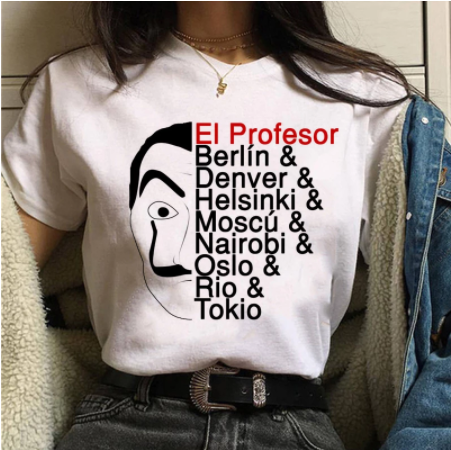 El Profesor
Berlín &
Denver &
Helsinki &
Moscú &
Nairobi &
Oslo &
Rio &
Tokio